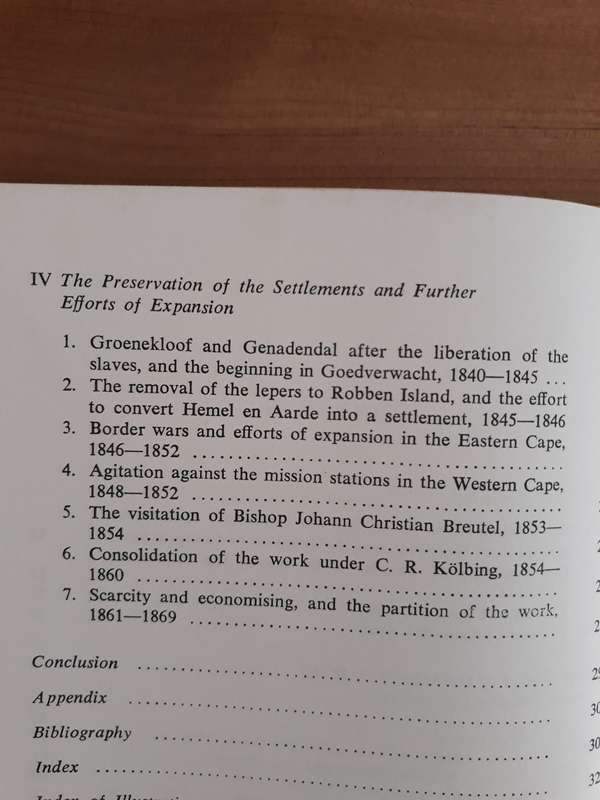 IV The Preservation of the Settlements and Further
Efforts of Expansion
1. Groenekloof and Genadendal after the liberation of the
slaves, and the beginning in Goedverwacht, 1840—1845 ...
2. The removal of the lepers to Robben Island, and the effort
to convert Hemel en Aarde into a settlement, 1845—1846
3. Border wars and efforts of expansion in the Eastern Cape,
1846—1852 ........................................
4. Agitation against the mission stations in the Western Cape,
1848—1852 ........................................
5. The visitation of Bishop Johann Christian Breutel, 1853—
1854 ..............................................
6. Consolidation of the work under C. R. Kölbing, 1854—
1860 ..............................................
7. Scarcity and economising, and the partition of the work,
1861—1869 ........................................
Conclusion ..............................................
Appendix ..............................................
Bibliography ............................................
Index ..................................................
Index of